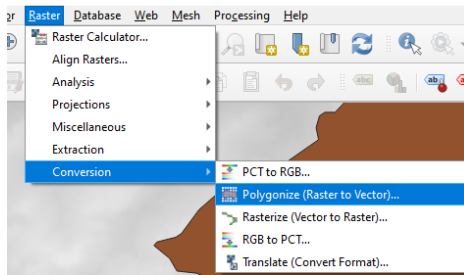 Raster Database Web Mesh Processing Help
Raster Calculator...
Align Rasters...
Analysis
Projections
Miscellaneous
Extraction
Conversion
PCT to RGB...
Polygonize (Raster to Vector)...
Rasterize (Vector to Raster)...
RGB to PCT...
Translate (Convert Format)...